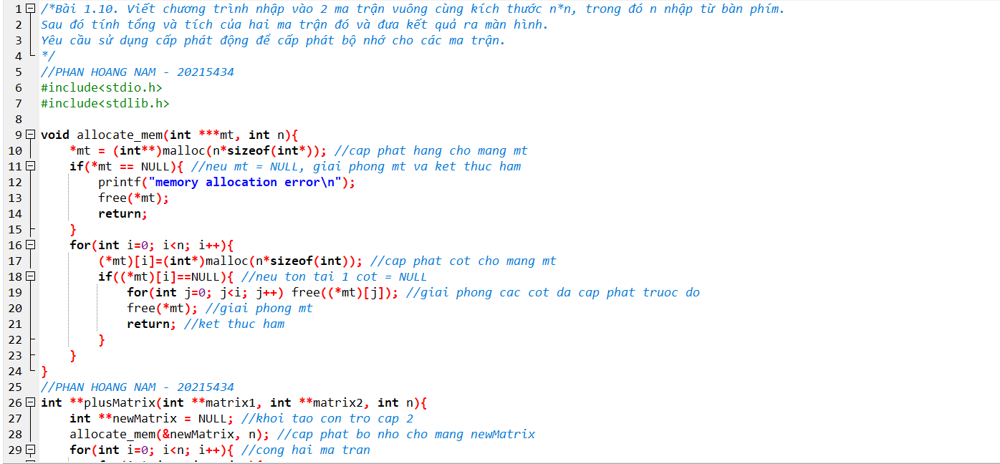 1 /*Bài 1.10. Viết chương trình nhập vào 2 ma trận vuông cùng kích thước n*n, trong đó n nhập từ bàn phím.
2 Sau đó tính tổng và tích của hai ma trận đó và đưa kết quả ra màn hình.
3 Yêu cầu sử dụng cấp phát động để cấp phát bộ nhớ cho các ma trận.
4 */
5 //PHAN HOANG NAM - 20215434
6 #include<stdio.h>
7 #include<stdlib.h>
8
9 void allocate_mem(int ***mt, int n){
10 *mt = (int**)malloc(n*sizeof(int*)); //cap phat hang cho mang mt
11 if(*mt == NULL){ //neu mt = NULL, giai phong mt va ket thuc ham
12 printf("memory allocation error\n");
13 free(*mt);
14 return;
15 }
16 for(int i=0; i<n; i++){
17 (*mt)[i]=(int*)malloc(n*sizeof(int)); //cap phat cot cho mang mt
18 if((*mt)[i]==NULL){ //neu ton tai 1 cot = NULL
19 for(int j=0; j<i; j++) free((*mt)[j]); //giai phong cac cot da cap phat truoc do
20 free(*mt); //giai phong mt
21 return; //ket thuc ham
22 }
23 }
24 }
25 //PHAN HOANG NAM - 20215434
26 int **plusMatrix(int **matrix1, int **matrix2, int n){
27 int **newMatrix = NULL; //khoi tao con tro cap 2
28 allocate_mem(&newMatrix, n); //cap phat bo nho cho mang newMatrix
29 for(int i=0; i<n; i++){ //cong hai ma tran